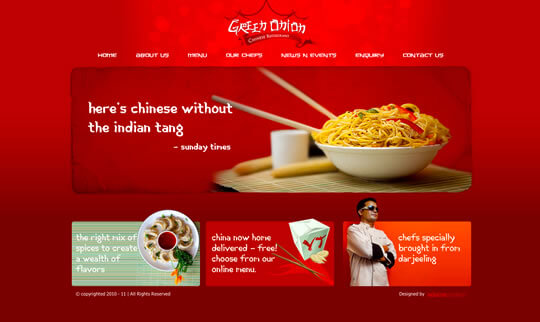 GREEN ONION
CHINESE RESTAURANT
HOME ABOUT US MENU OUR CHEFS NEWS N EVENTS ENQUIRY CONTACT US
here's chinese without
the indian tang
- sunday times
the right mix of
spices to create
a wealth of
flavors
china now home
delivered - free!
choose from our
online menu.
chefs specially
brought in from
darjeeling
© copyrighted 2010 - 11 | All Rights Reserved
Designed by